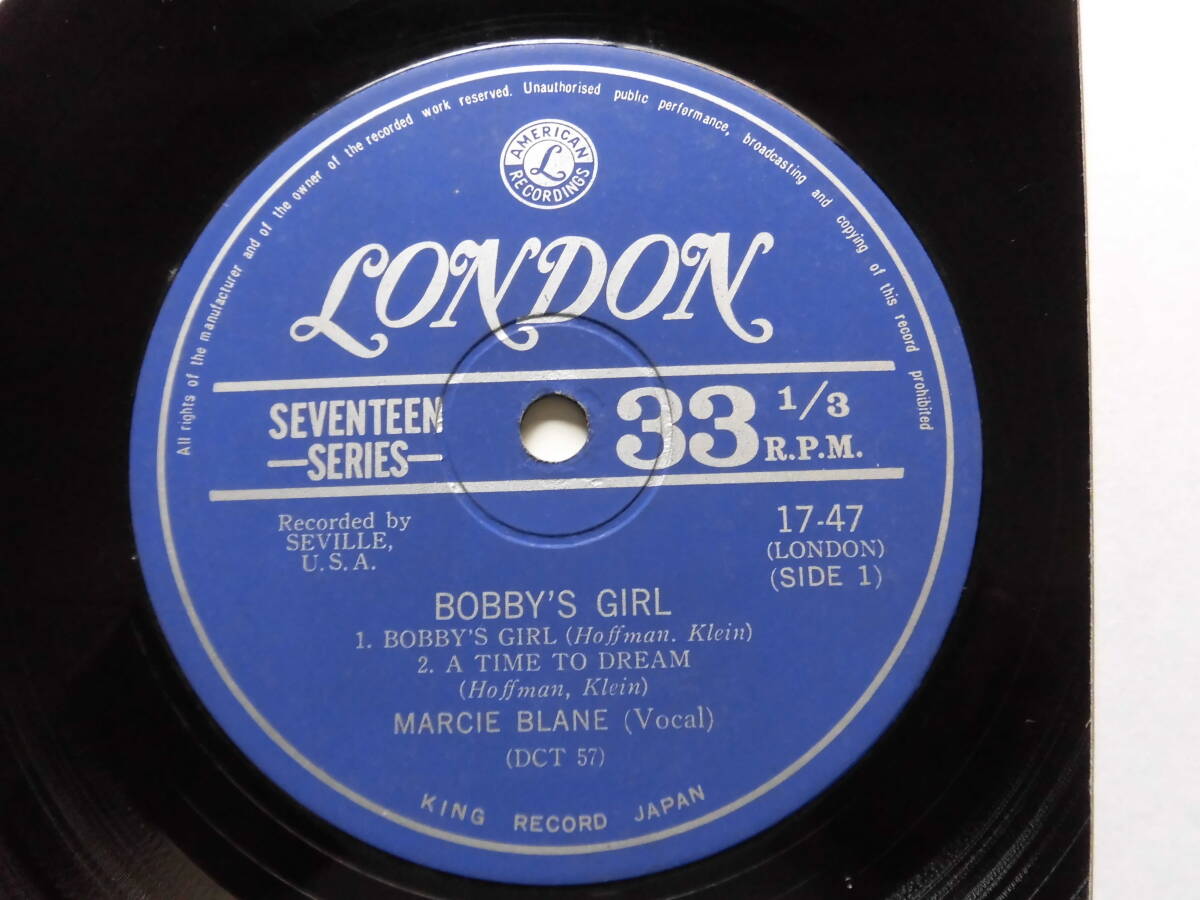 All rights of the manufacturer and of the owner of the recorded work reserved. Unauthorised public performance, broadcasting and copying of this record prohibited
AMERICAN
L
RECORDINGS
LONDON
SEVENTEEN
—SERIES—
33 1/3
R.P.M.
Recorded by
SEVILLE,
U.S.A.
17-47
(LONDON)
(SIDE 1)
BOBBY'S GIRL
1. BOBBY'S GIRL (Hoffman. Klein)
2. A TIME TO DREAM
(Hoffman, Klein)
MARCIE BLANE (Vocal)
(DCT 57)
KING RECORD JAPAN